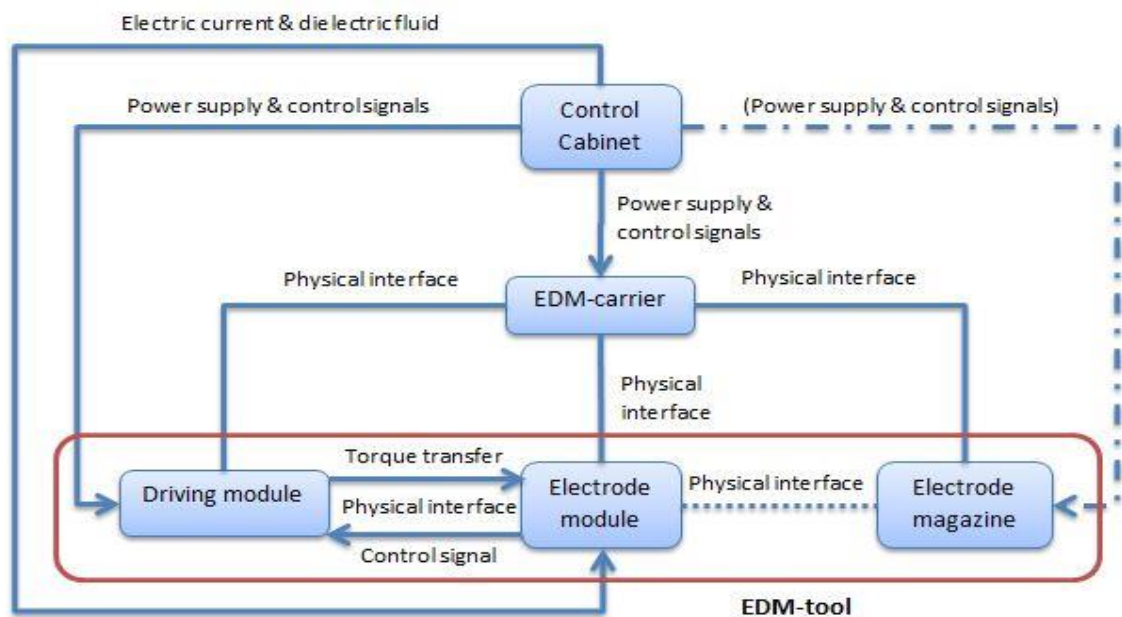 Electric current & dielectric fluid
Power supply & control signals
Control
Cabinet
(Power supply & control signals)
Power supply &
control signals
Physical interface
EDM-carrier
Physical interface
Physical
interface
Torque transfer
Driving module
Physical interface
Control signal
Electrode
module
Physical interface
Electrode
magazine
EDM-tool